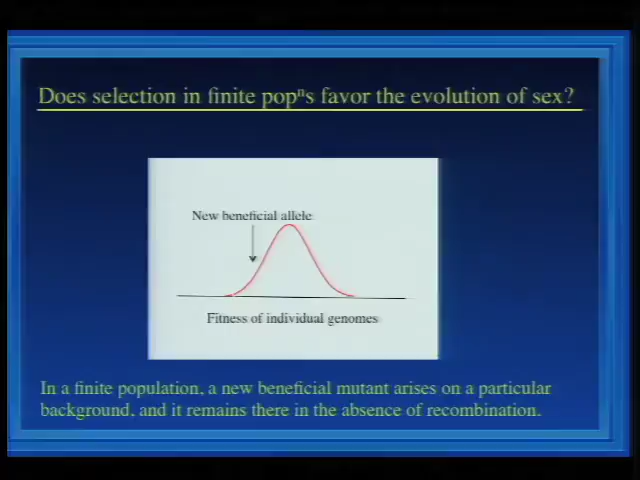 Does selection in finite popⁿs favor the evolution of sex?
New beneficial allele
Fitness of individual genomes
In a finite population, a new beneficial mutant arises on a particular
background, and it remains there in the absence of recombination.